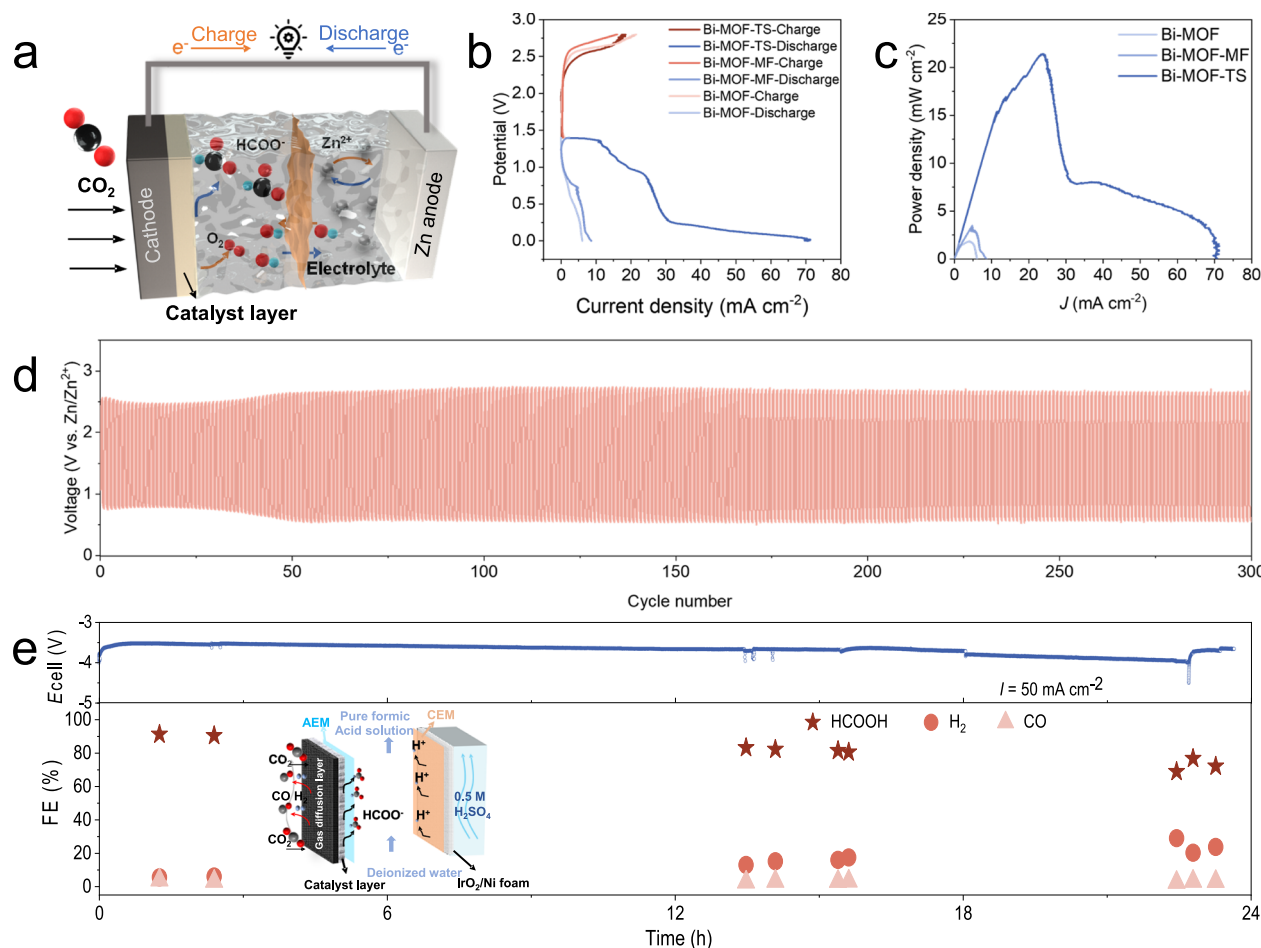 a
Charge
Discharge
e-
e-
CO2
Cathode
HCOO-
Zn2+
O2
Electrolyte
Zn anode
Catalyst layer
b
3.0
2.4
1.8
1.2
0.6
0.0
Potential (V)
Bi-MOF-TS-Charge
Bi-MOF-TS-Discharge
Bi-MOF-MF-Charge
Bi-MOF-MF-Discharge
Bi-MOF-Charge
Bi-MOF-Discharge
0 10 20 30 40 50 60 70 80
Current density (mA cm-2)
c
25
20
15
10
5
0
Power density (mW cm-2)
Bi-MOF
Bi-MOF-MF
Bi-MOF-TS
0 10 20 30 40 50 60 70 80
J (mA cm-2)
d
3
2
1
0
Voltage (V vs. Zn/Zn2+)
0 50 100 150 200 250 300
Cycle number
e
-3
-4
-5
Ecell (V)
I = 50 mA cm-2
100
80
60
40
20
0
FE (%)
HCOOH
H2
CO
AEM
Pure formic
Acid solution
CEM
CO2
CO H2
CO2
Gas diffusion layer
HCOO-
H+
H+
H+
0.5 M
H2SO4
Deionized water
Catalyst layer
IrO2/Ni foam
0 6 12 18 24
Time (h)